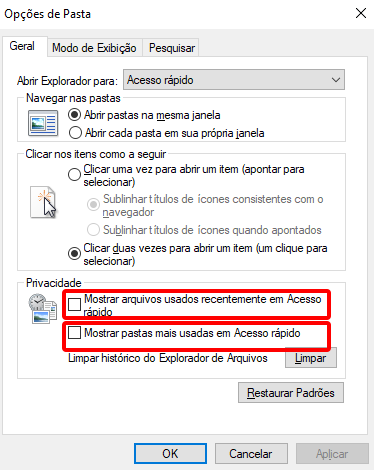 Opções de Pasta
Geral Modo de Exibição Pesquisar
Abrir Explorador para: Acesso rápido
Navegar nas pastas
Abrir pastas na mesma janela
Abrir cada pasta em sua própria janela
Clicar nos itens como a seguir
Clicar uma vez para abrir um item (apontar para
selecionar)
Sublinhar títulos de ícones consistentes com o
navegador
Sublinhar títulos de ícones quando apontados
Clicar duas vezes para abrir um item (um clique para
selecionar)
Privacidade
Mostrar arquivos usados recentemente em Acesso
rápido
Mostrar pastas mais usadas em Acesso rápido
Limpar histórico do Explorador de Arquivos Limpar
Restaurar Padrões
OK Cancelar Aplicar